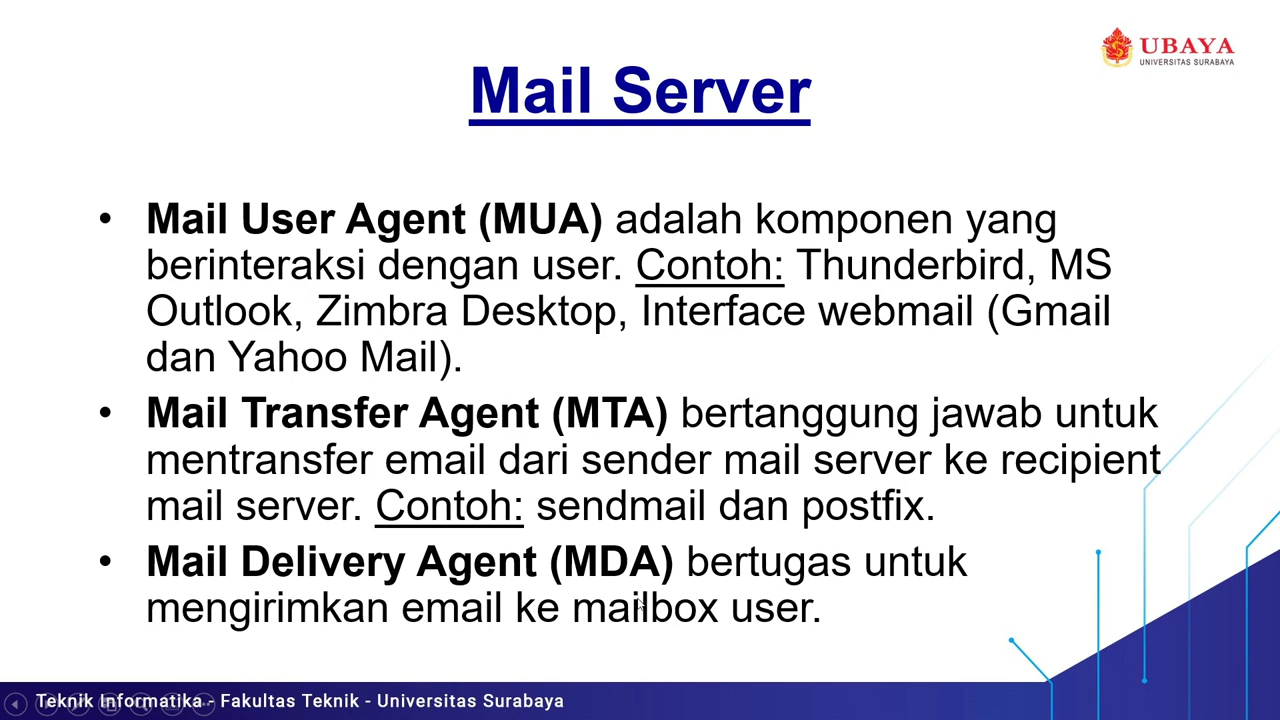 UBAYA
UNIVERSITAS SURABAYA
Mail Server
• Mail User Agent (MUA) adalah komponen yang
berinteraksi dengan user. Contoh: Thunderbird, MS
Outlook, Zimbra Desktop, Interface webmail (Gmail
dan Yahoo Mail).
• Mail Transfer Agent (MTA) bertanggung jawab untuk
mentransfer email dari sender mail server ke recipient
mail server. Contoh: sendmail dan postfix.
• Mail Delivery Agent (MDA) bertugas untuk
mengirimkan email ke mailbox user.
Teknik Informatika - Fakultas Teknik - Universitas Surabaya